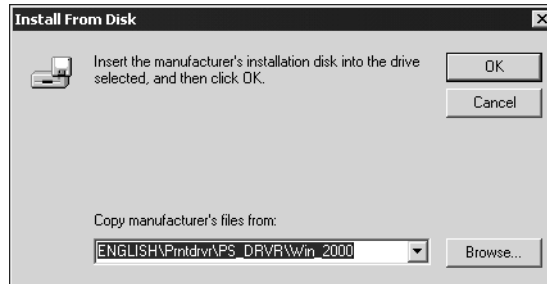 Install From Disk
Insert the manufacturer's installation disk into the drive
selected, and then click OK.
OK
Cancel
Copy manufacturer's files from:
ENGLISH\Prntdrvr\PS_DRVR\Win_2000
Browse...